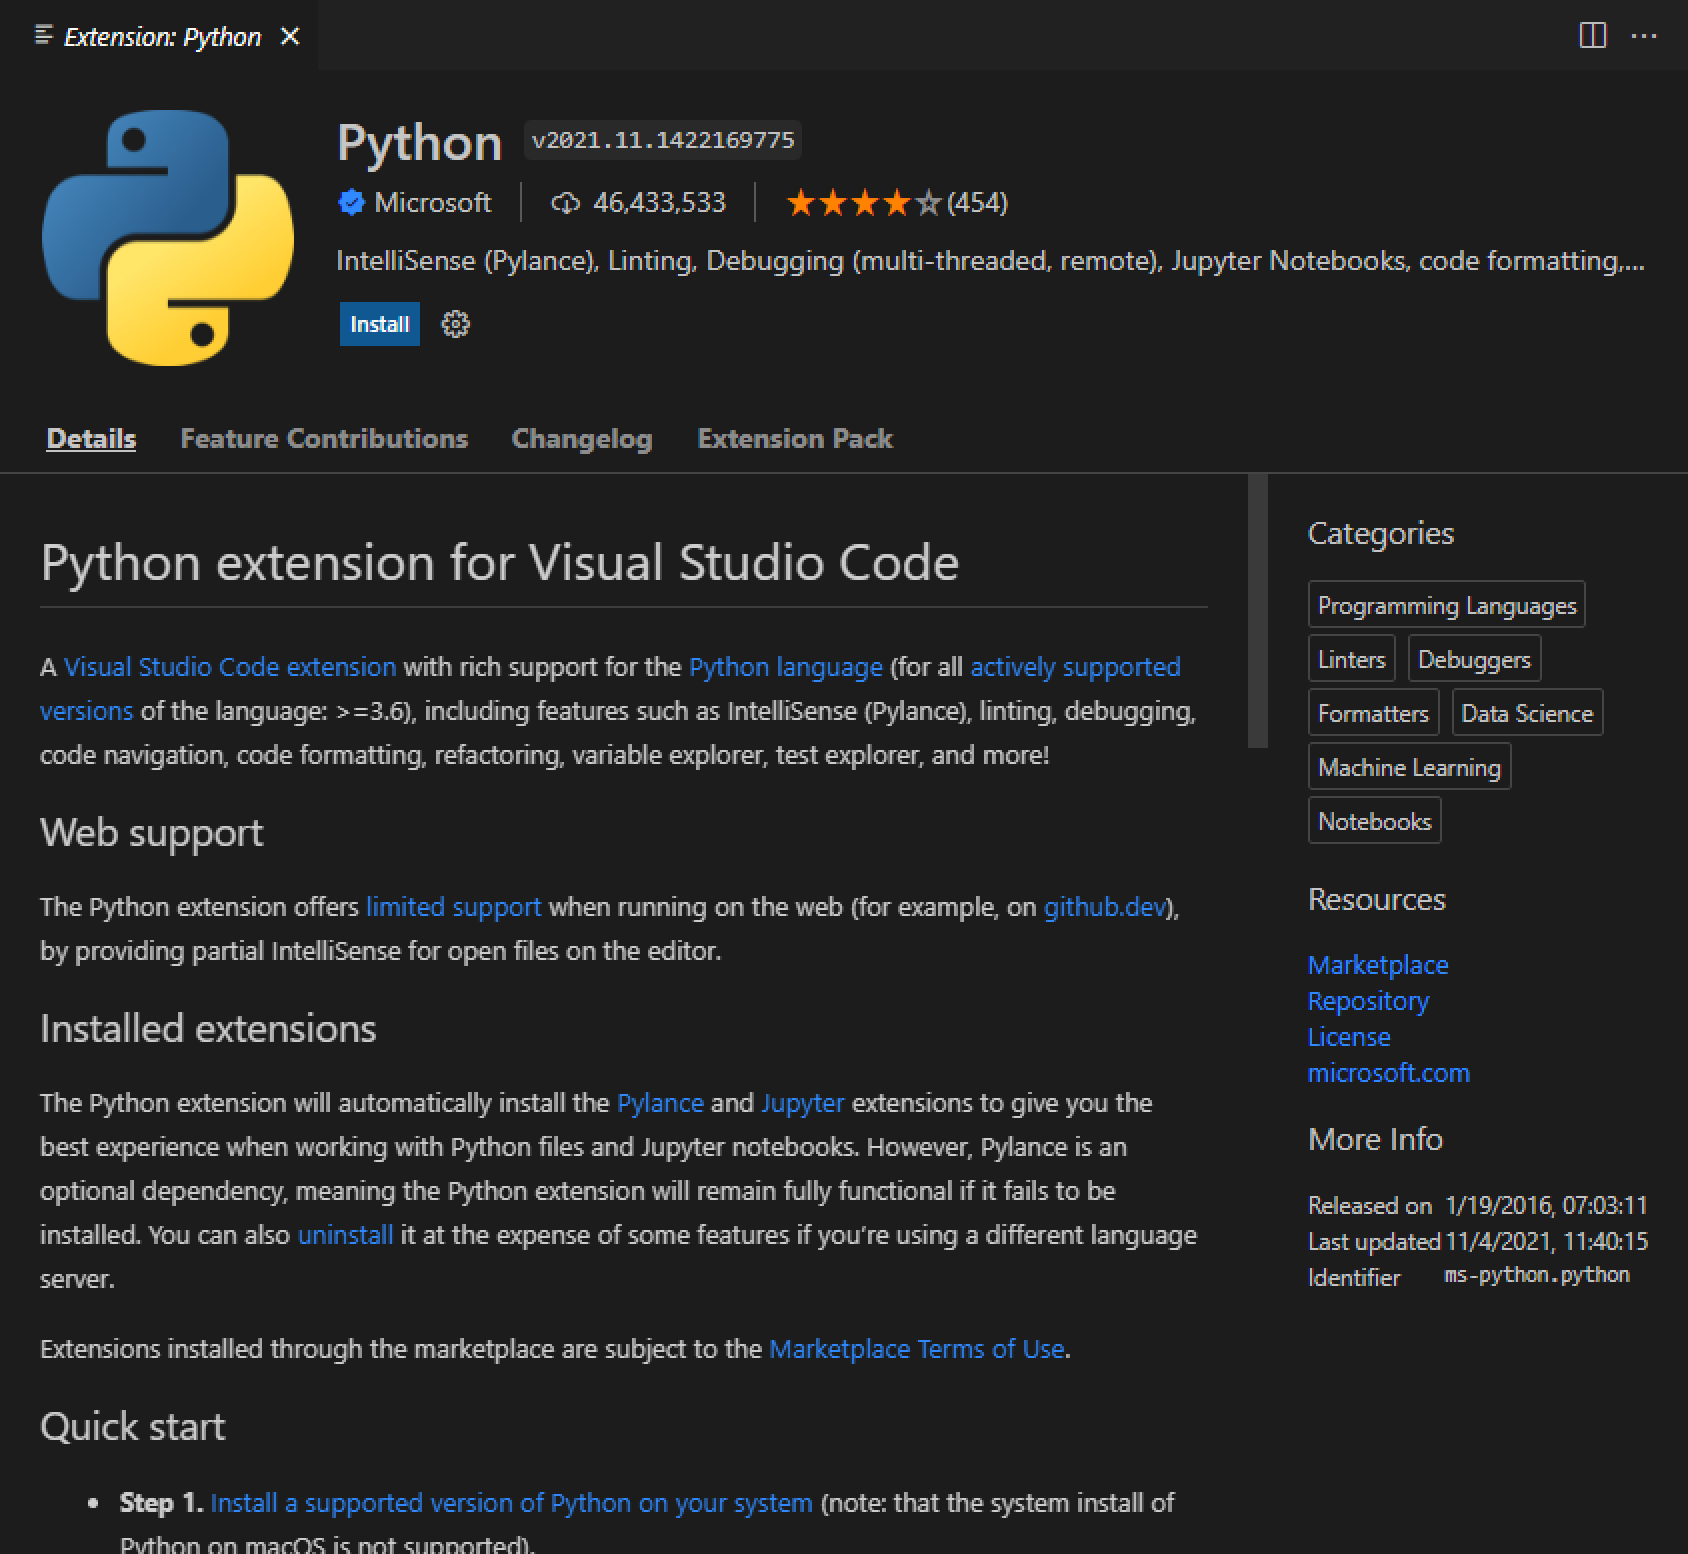 Extension: Python
Python v2021.11.1422169775
Microsoft 46,433,533 (454)
IntelliSense (Pylance), Linting, Debugging (multi-threaded, remote), Jupyter Notebooks, code formatting,...
Install
Details Feature Contributions Changelog Extension Pack
Python extension for Visual Studio Code
A Visual Studio Code extension with rich support for the Python language (for all actively supported
versions of the language: >=3.6), including features such as IntelliSense (Pylance), linting, debugging,
code navigation, code formatting, refactoring, variable explorer, test explorer, and more!
Web support
The Python extension offers limited support when running on the web (for example, on github.dev),
by providing partial IntelliSense for open files on the editor.
Installed extensions
The Python extension will automatically install the Pylance and Jupyter extensions to give you the
best experience when working with Python files and Jupyter notebooks. However, Pylance is an
optional dependency, meaning the Python extension will remain fully functional if it fails to be
installed. You can also uninstall it at the expense of some features if you’re using a different language
server.
Extensions installed through the marketplace are subject to the Marketplace Terms of Use.
Quick start
• Step 1. Install a supported version of Python on your system (note: that the system install of
Python on macOS is not supported).
Categories
Programming Languages
Linters Debuggers
Formatters Data Science
Machine Learning
Notebooks
Resources
Marketplace
Repository
License
microsoft.com
More Info
Released on 1/19/2016, 07:03:11
Last updated 11/4/2021, 11:40:15
Identifier ms-python.python